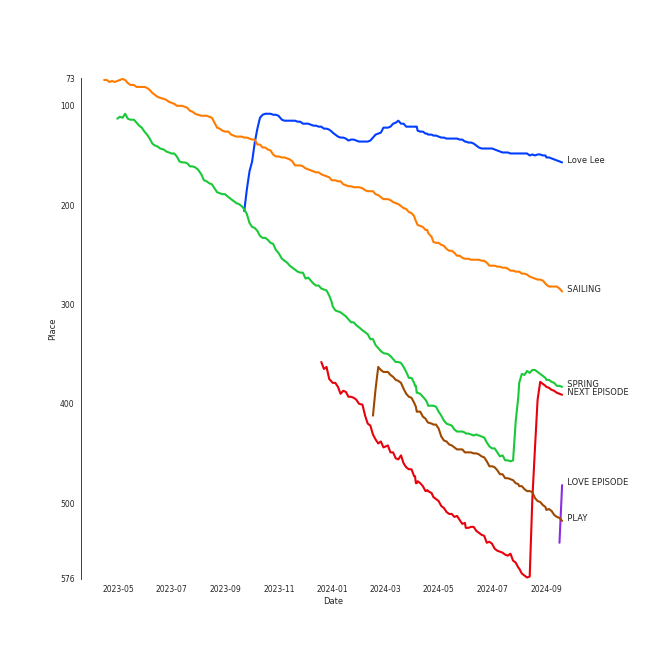 73
100
200
300
400
500
576
Place
2023-05 2023-07 2023-09 2023-11 2024-01 2024-03 2024-05 2024-07 2024-09
Date
Love Lee
SAILING
SPRING
NEXT EPISODE
LOVE EPISODE
PLAY